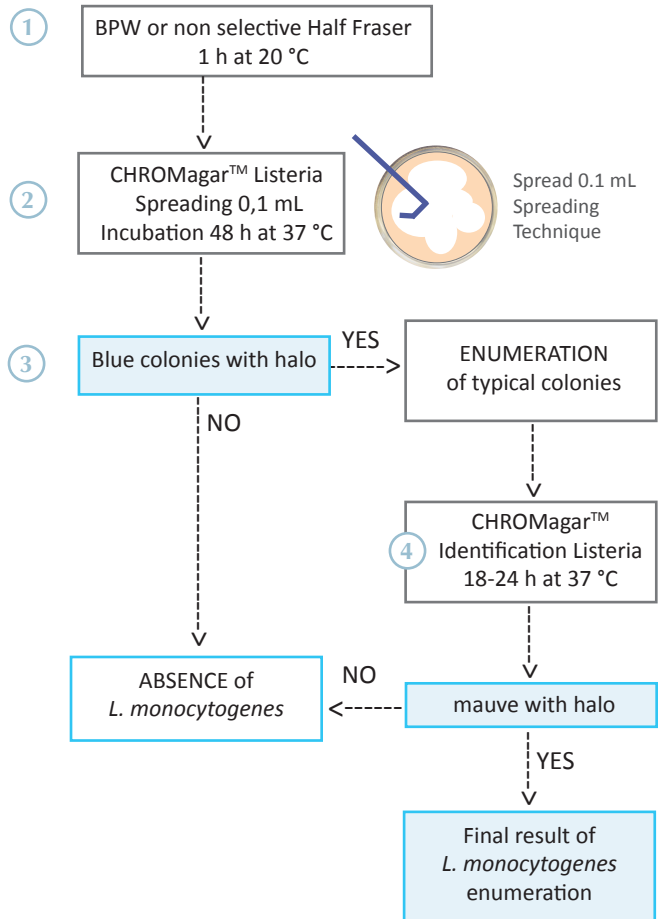 1
BPW or non selective Half Fraser
1 h at 20 °C
2
CHROMagar™ Listeria
Spreading 0,1 mL
Incubation 48 h at 37 °C
Spread 0.1 mL
Spreading
Technique
3
Blue colonies with halo
YES
ENUMERATION
of typical colonies
NO
4
CHROMagar™
Identification Listeria
18-24 h at 37 °C
ABSENCE of
L. monocytogenes
NO
mauve with halo
YES
Final result of
L. monocytogenes
enumeration